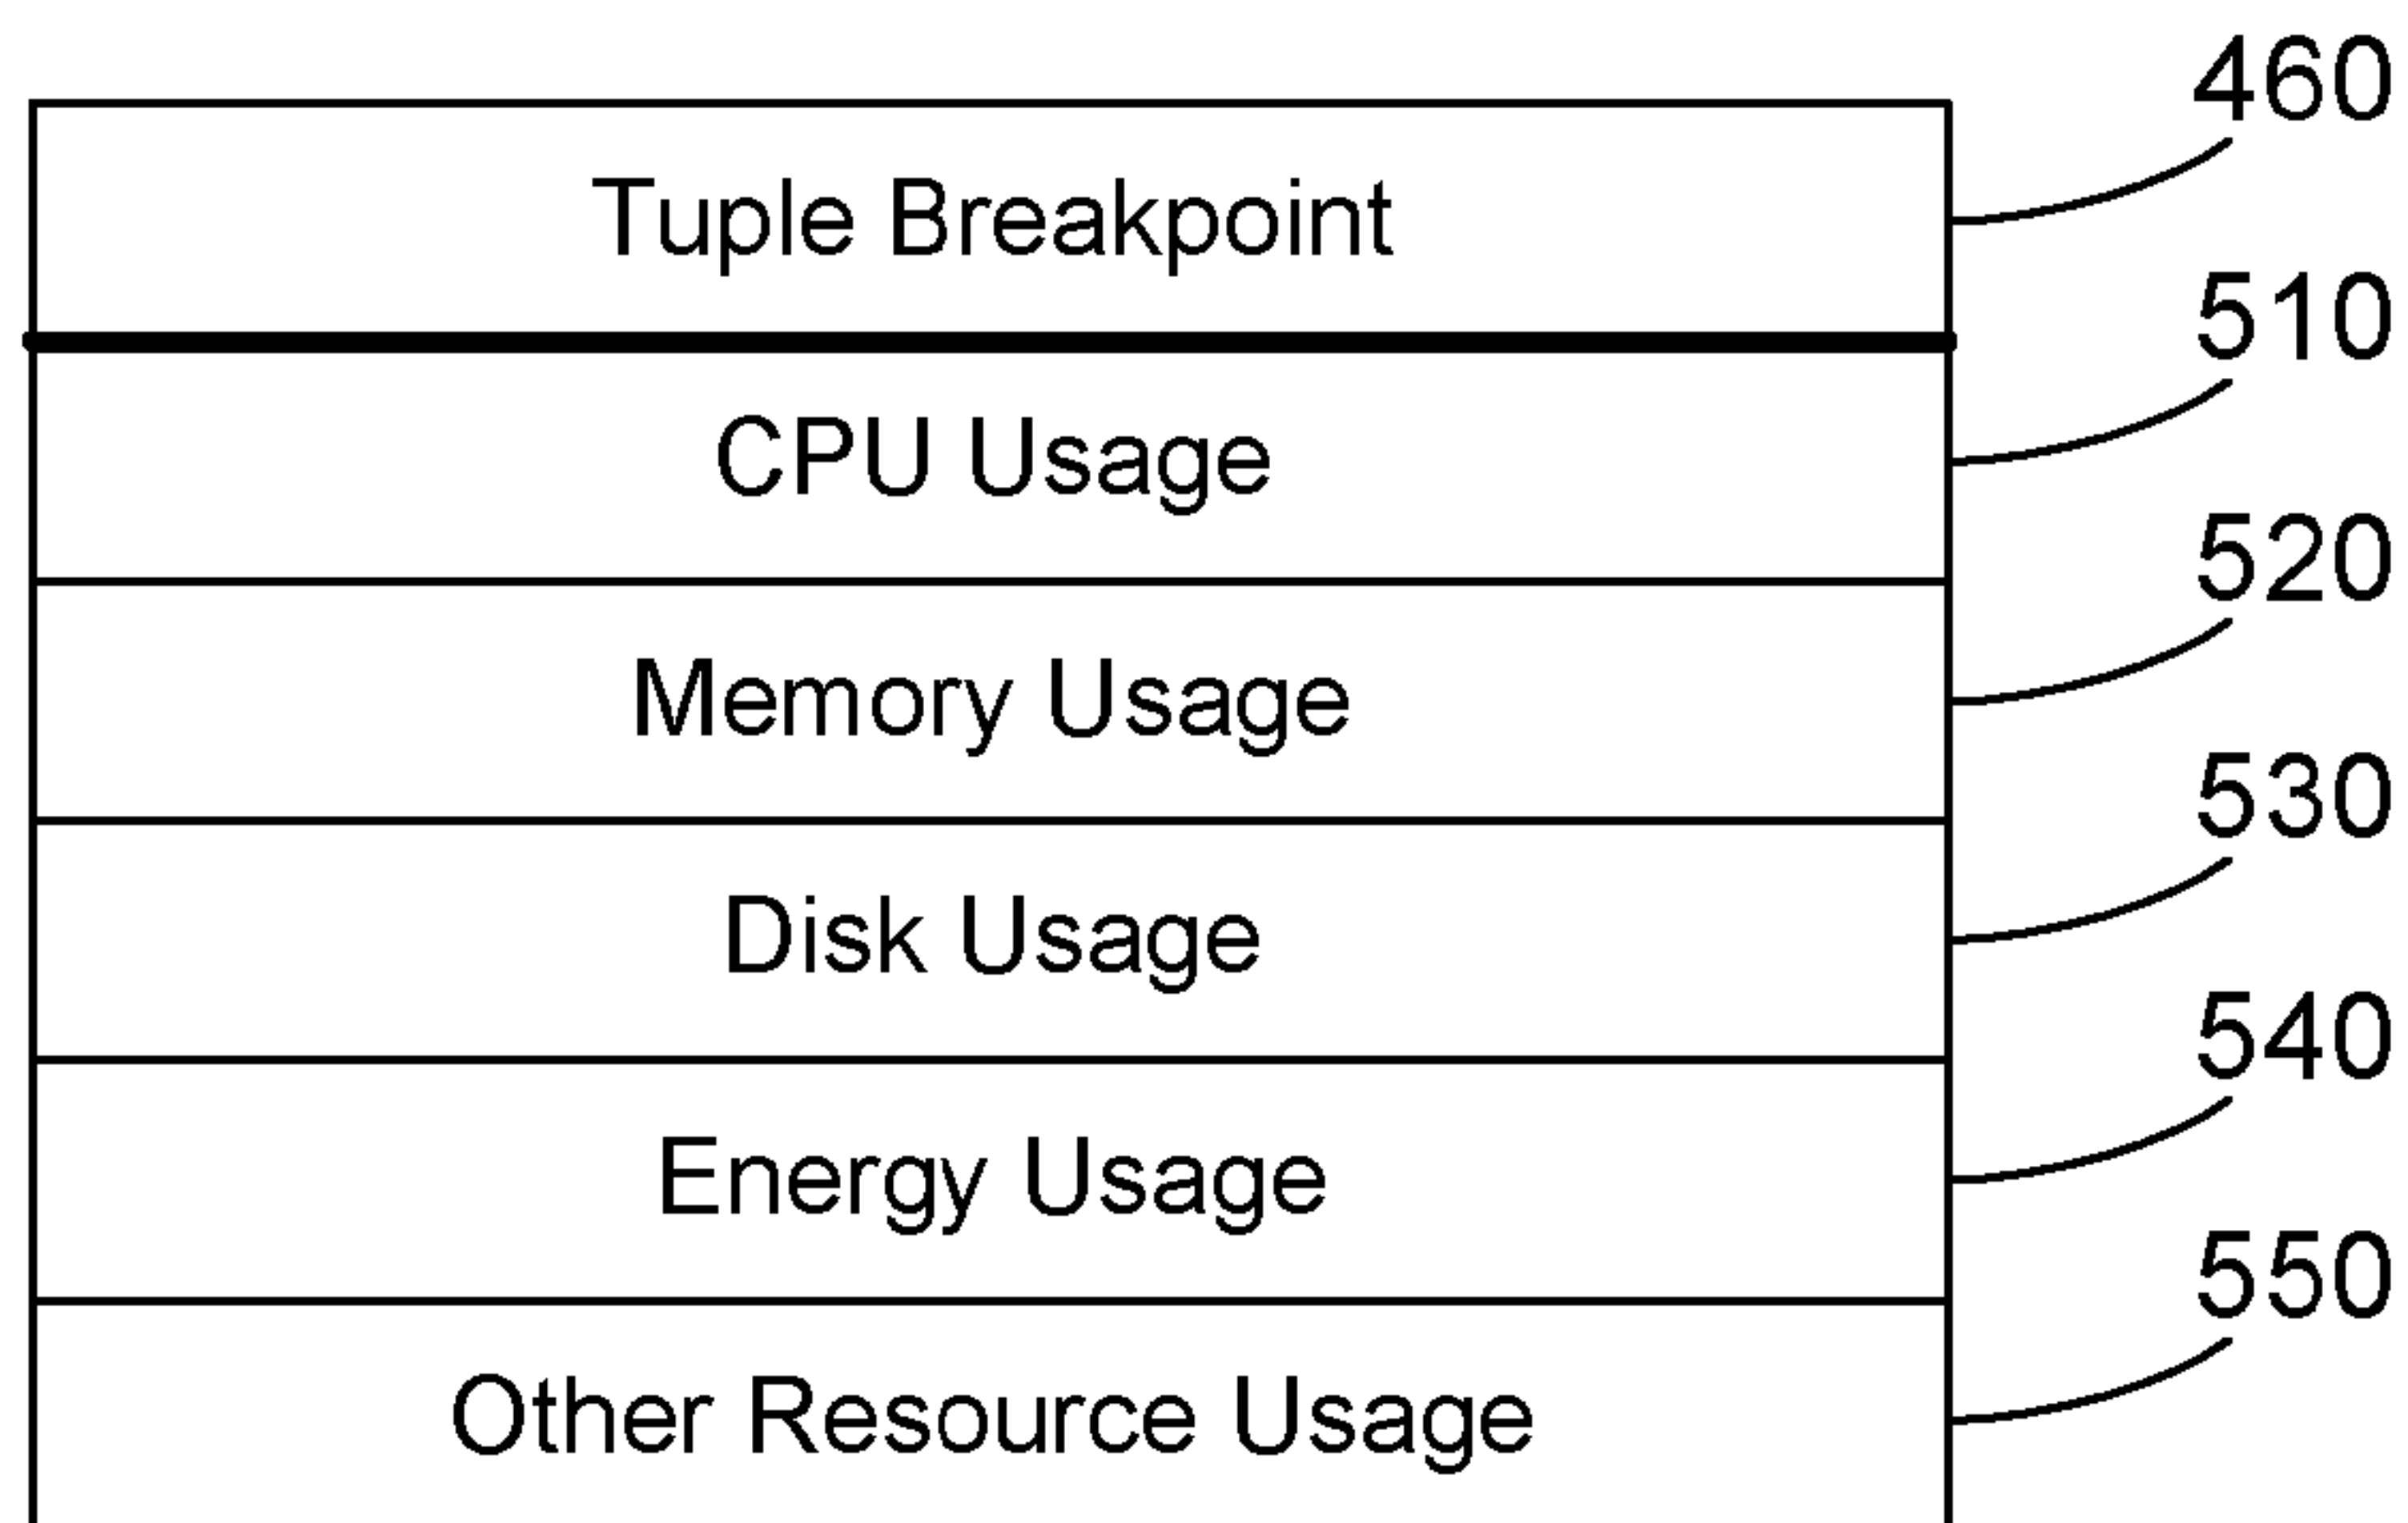 460
Tuple Breakpoint
510
CPU Usage
520
Memory Usage
530
Disk Usage
540
Energy Usage
550
Other Resource Usage